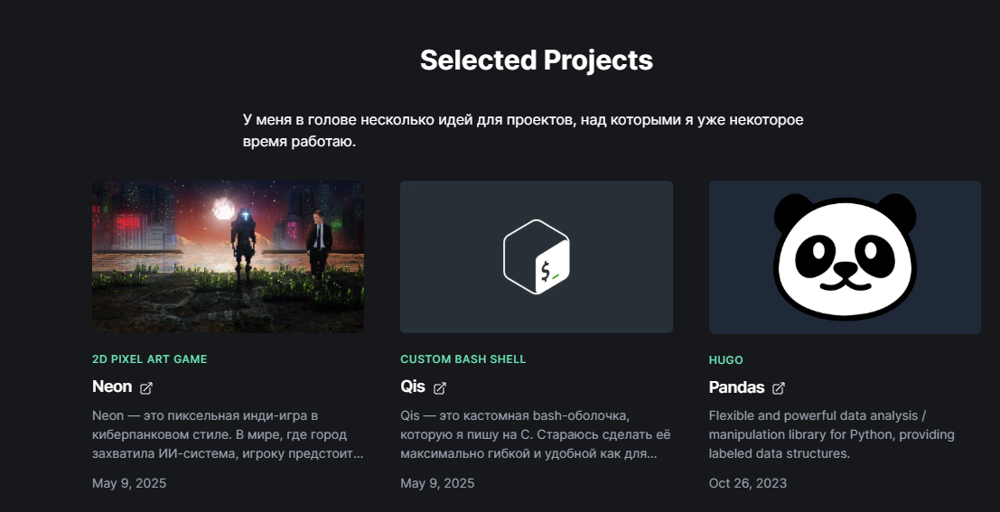 Selected Projects
У меня в голове несколько идей для проектов, над которыми я уже некоторое
время работаю.
$_
2D PIXEL ART GAME
Neon
Neon — это пиксельная инди-игра в
киберпанковом стиле. В мире, где город
захватила ИИ-система, игроку предстоит...
May 9, 2025
CUSTOM BASH SHELL
Qis
Qis — это кастомная bash-оболочка,
которую я пишу на C. Стараюсь сделать её
максимально гибкой и удобной как для...
May 9, 2025
HUGO
Pandas
Flexible and powerful data analysis /
manipulation library for Python, providing
labeled data structures.
Oct 26, 2023